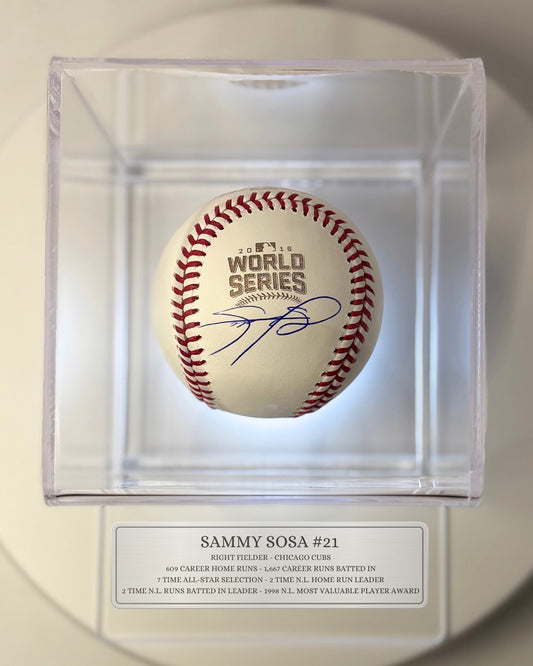 2016
WORLD
SERIES
SAMMY SOSA #21
RIGHT FIELDER - CHICAGO CUBS
609 CAREER HOME RUNS - 1,667 CAREER RUNS BATTED IN
7 TIME ALL-STAR SELECTION - 2 TIME N.L. HOME RUN LEADER
2 TIME N.L. RUNS BATTED IN LEADER - 1998 N.L. MOST VALUABLE PLAYER AWARD